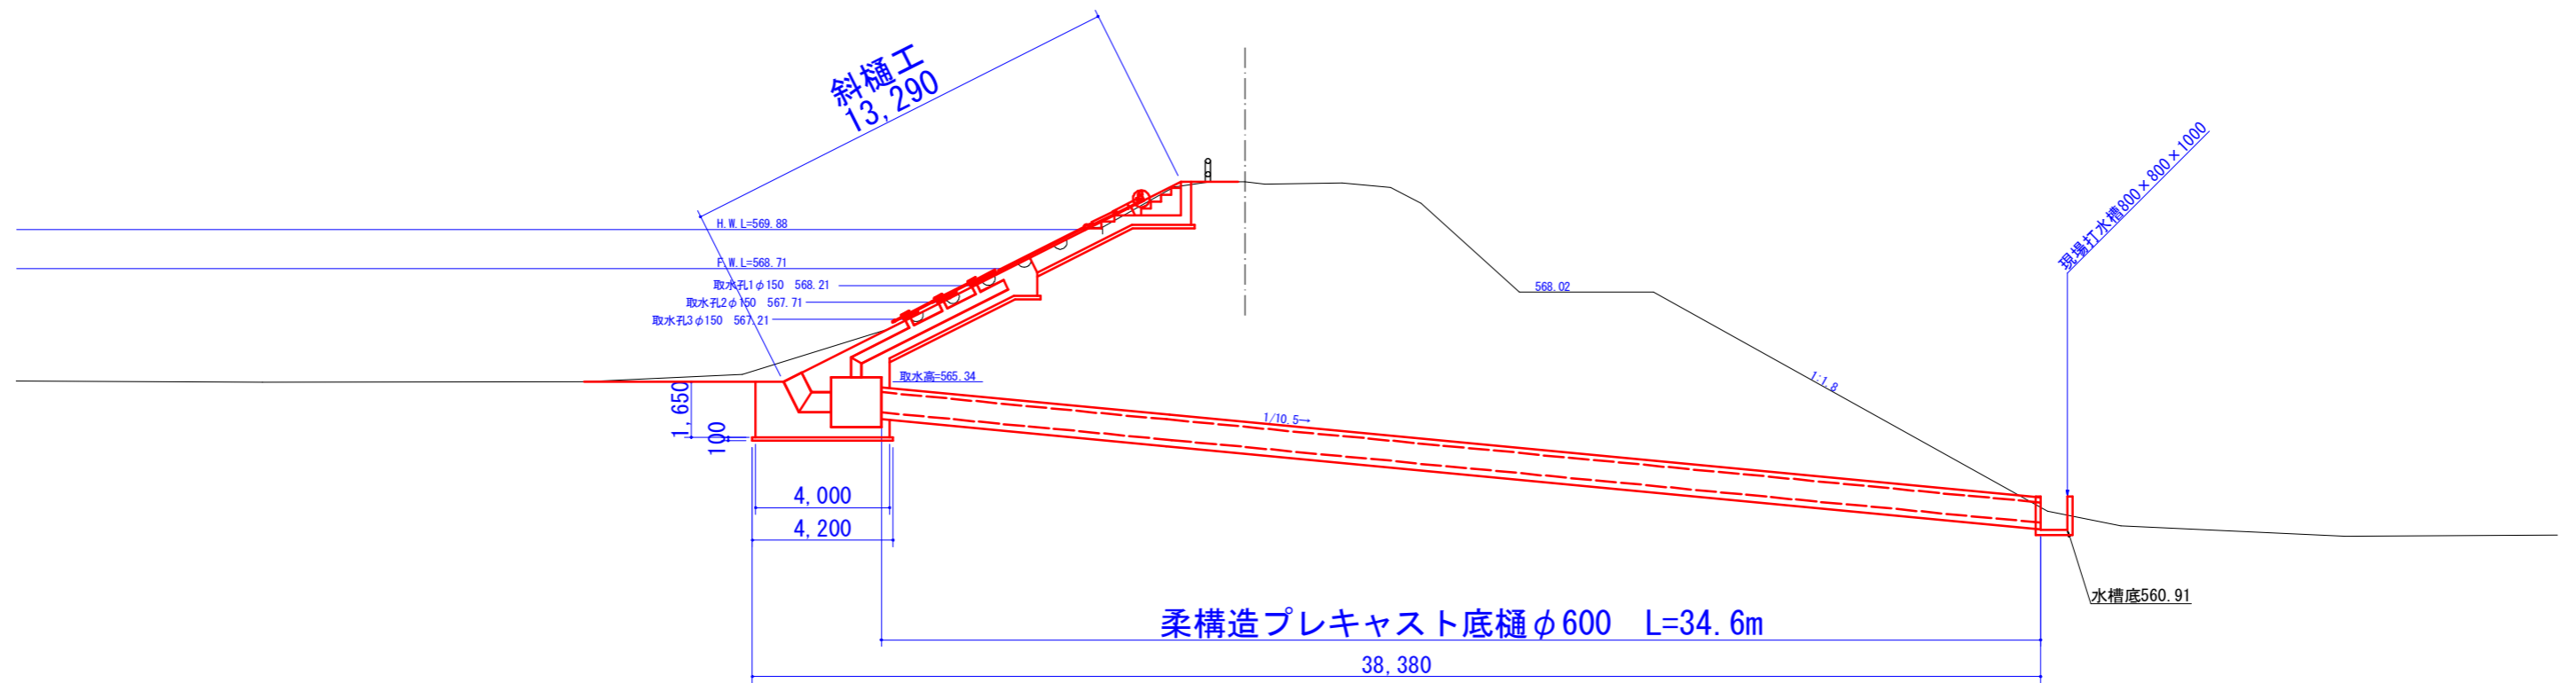 斜樋工
13,290
現場打水槽800×800×1000
H.W.L=569.88
F.W.L=568.71
取水孔1φ150　568.21
568.02
取水孔2φ150　567.71
取水孔3φ150　567.21
取水高=565.34
1:1.8
1,650
1/10.5→
100
4,000
4,200
水槽底560.91
柔構造プレキャスト底樋φ600　L=34.6m
38,380